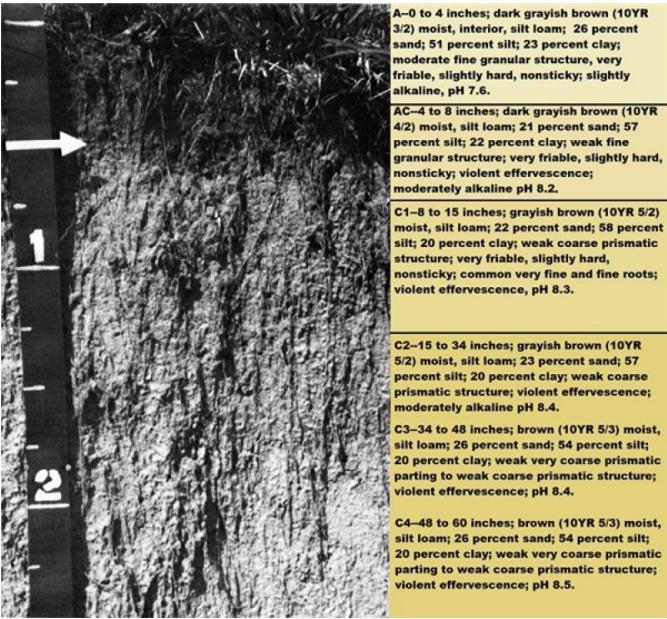 A--0 to 4 inches; dark grayish brown (10YR
3/2) moist, interior, silt loam;  26 percent
sand; 51 percent silt; 23 percent clay;
moderate fine granular structure, very
friable, slightly hard, nonsticky; slightly
alkaline, pH 7.6.
AC--4 to 8 inches; dark grayish brown (10YR
4/2) moist, silt loam; 21 percent sand; 57
percent silt; 22 percent clay; weak fine
granular structure; very friable, slightly hard,
nonsticky; violent effervescence;
moderately alkaline pH 8.2.
C1--8 to 15 inches; grayish brown (10YR 5/2)
moist, silt loam; 22 percent sand; 58 percent
silt; 20 percent clay; weak coarse prismatic
structure; very friable, slightly hard,
nonsticky; common very fine and fine roots;
violent effervescence, pH 8.3.
C2--15 to 34 inches; grayish brown (10YR
5/2) moist, silt loam; 23 percent sand; 57
percent silt; 20 percent clay; weak coarse
prismatic structure; violent effervescence;
moderately alkaline pH 8.4.
C3--34 to 48 inches; brown (10YR 5/3) moist,
silt loam; 26 percent sand; 54 percent silt;
20 percent clay; weak very coarse prismatic
parting to weak coarse prismatic structure;
violent effervescence; pH 8.4.
C4--48 to 60 inches; brown (10YR 5/3) moist,
silt loam; 26 percent sand; 54 percent silt;
20 percent clay; weak very coarse prismatic
parting to weak coarse prismatic structure;
violent effervescence; pH 8.5.
1
2